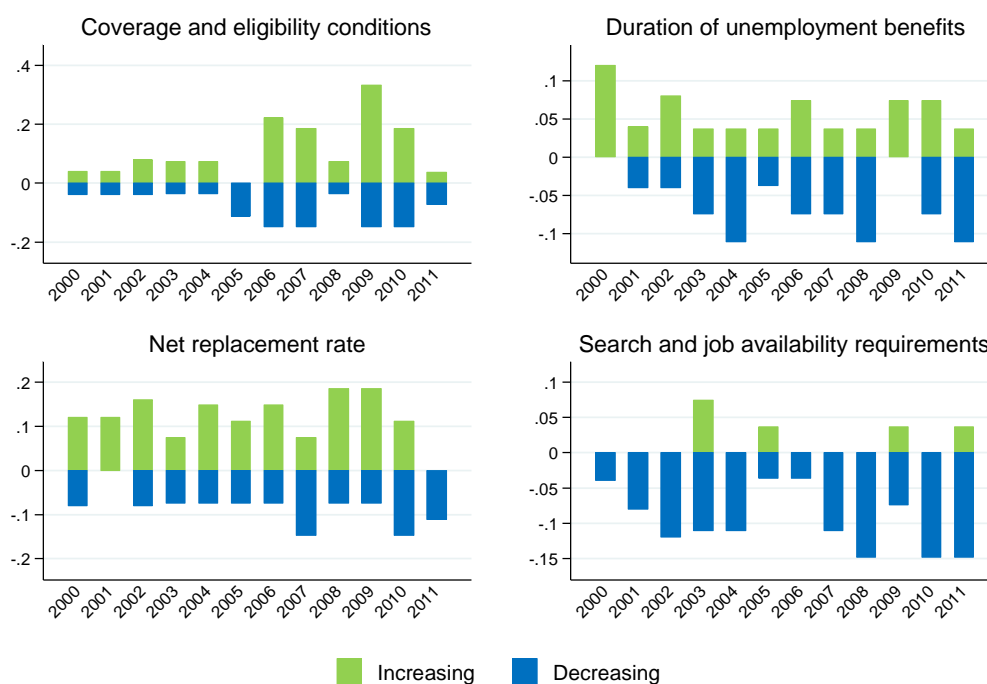 Coverage and eligibility conditions
.4
.2
0
-.2
2000 2001 2002 2003 2004 2005 2006 2007 2008 2009 2010 2011
Duration of unemployment benefits
.1
.05
0
-.05
-.1
2000 2001 2002 2003 2004 2005 2006 2007 2008 2009 2010 2011
Net replacement rate
.2
.1
0
-.1
-.2
2000 2001 2002 2003 2004 2005 2006 2007 2008 2009 2010 2011
Search and job availability requirements
.1
.05
0
-.05
-.1
-.15
2000 2001 2002 2003 2004 2005 2006 2007 2008 2009 2010 2011
Increasing Decreasing